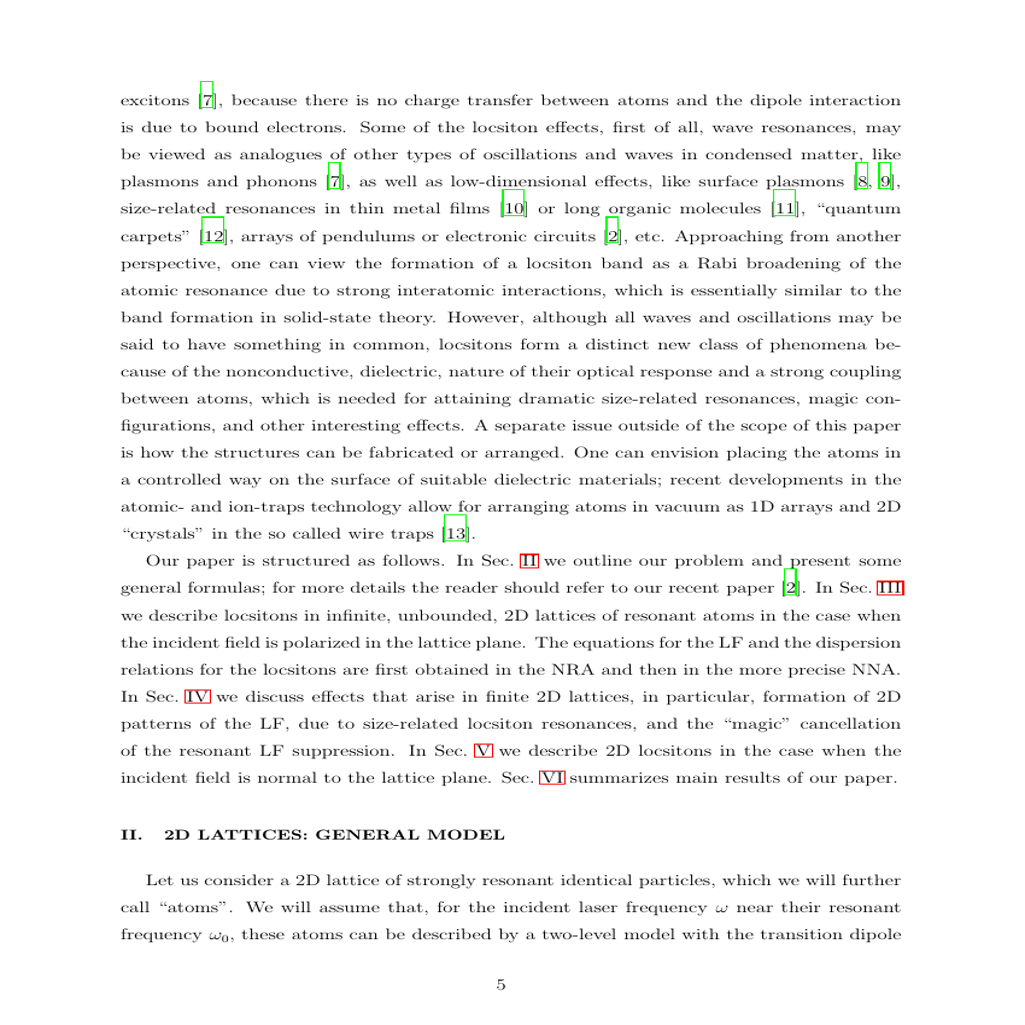 excitons [7], because there is no charge transfer between atoms and the dipole interaction
is due to bound electrons. Some of the locsiton effects, first of all, wave resonances, may
be viewed as analogues of other types of oscillations and waves in condensed matter, like
plasmons and phonons [7], as well as low-dimensional effects, like surface plasmons [8, 9],
size-related resonances in thin metal films [10] or long organic molecules [11], “quantum
carpets” [12], arrays of pendulums or electronic circuits [2], etc. Approaching from another
perspective, one can view the formation of a locsiton band as a Rabi broadening of the
atomic resonance due to strong interatomic interactions, which is essentially similar to the
band formation in solid-state theory. However, although all waves and oscillations may be
said to have something in common, locsitons form a distinct new class of phenomena be-
cause of the nonconductive, dielectric, nature of their optical response and a strong coupling
between atoms, which is needed for attaining dramatic size-related resonances, magic con-
figurations, and other interesting effects. A separate issue outside of the scope of this paper
is how the structures can be fabricated or arranged. One can envision placing the atoms in
a controlled way on the surface of suitable dielectric materials; recent developments in the
atomic- and ion-traps technology allow for arranging atoms in vacuum as 1D arrays and 2D
“crystals” in the so called wire traps [13].
Our paper is structured as follows. In Sec. II we outline our problem and present some
general formulas; for more details the reader should refer to our recent paper [2]. In Sec. III
we describe locsitons in infinite, unbounded, 2D lattices of resonant atoms in the case when
the incident field is polarized in the lattice plane. The equations for the LF and the dispersion
relations for the locsitons are first obtained in the NRA and then in the more precise NNA.
In Sec. IV we discuss effects that arise in finite 2D lattices, in particular, formation of 2D
patterns of the LF, due to size-related locsiton resonances, and the “magic” cancellation
of the resonant LF suppression. In Sec. V we describe 2D locsitons in the case when the
incident field is normal to the lattice plane. Sec. VI summarizes main results of our paper.
II. 2D LATTICES: GENERAL MODEL
Let us consider a 2D lattice of strongly resonant identical particles, which we will further
call “atoms”. We will assume that, for the incident laser frequency ω near their resonant
frequency ω₀, these atoms can be described by a two-level model with the transition dipole
5